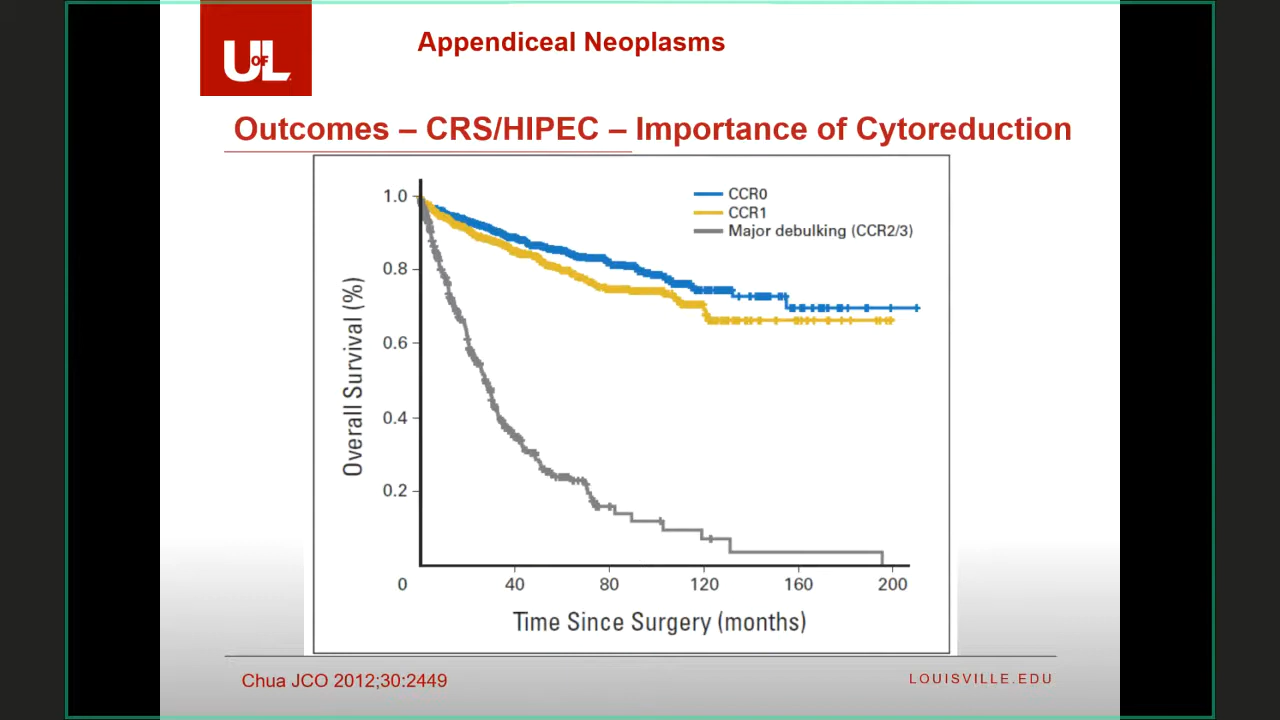 UofL
Appendiceal Neoplasms
Outcomes – CRS/HIPEC – Importance of Cytoreduction
CCR0
CCR1
Major debulking (CCR2/3)
Overall Survival (%)
1.0
0.8
0.6
0.4
0.2
0 40 80 120 160 200
Time Since Surgery (months)
Chua JCO 2012;30:2449
LOUISVILLE.EDU